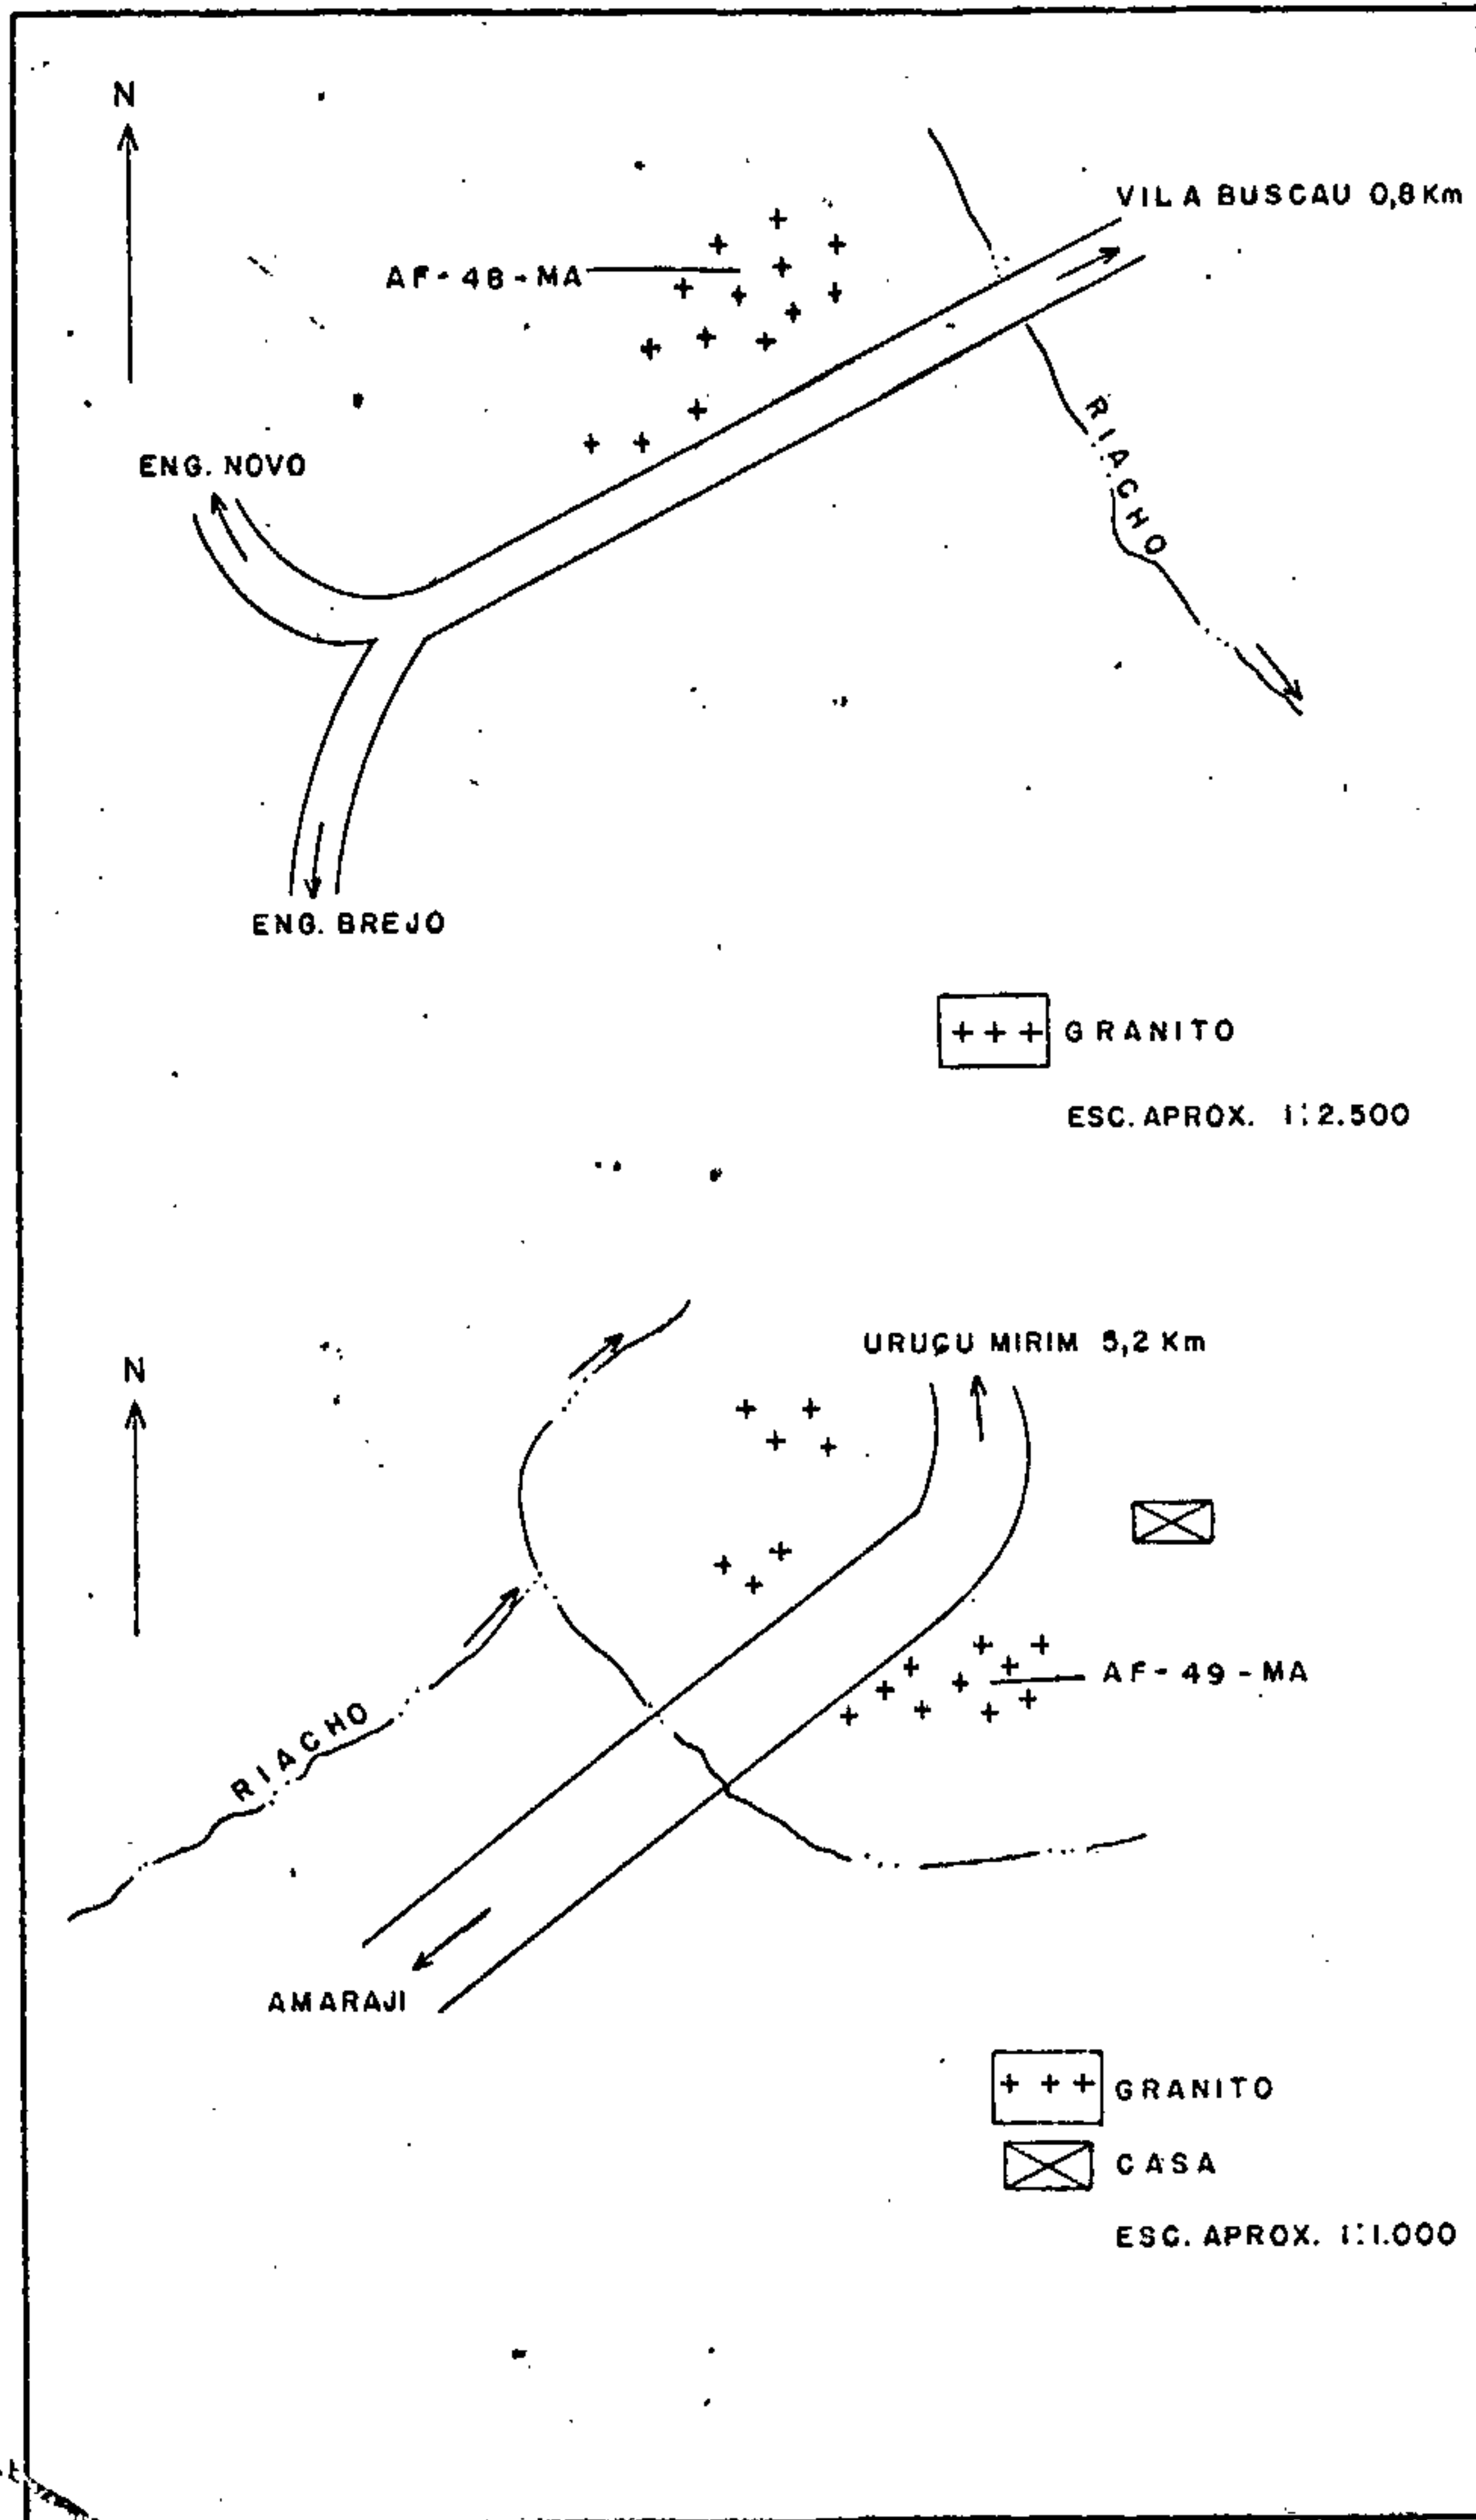 N
VILA BUSCAU 0,8 Km
AF-48-MA
RIACHO
ENG. NOVO
ENG. BREJO
+ + + GRANITO
ESC. APROX. 1:2.500
N
URUÇU MIRIM 5,2 Km
AF-49-MA
RIACHO
AMARAJI
+ + + GRANITO
CASA
ESC. APROX. 1:1.000